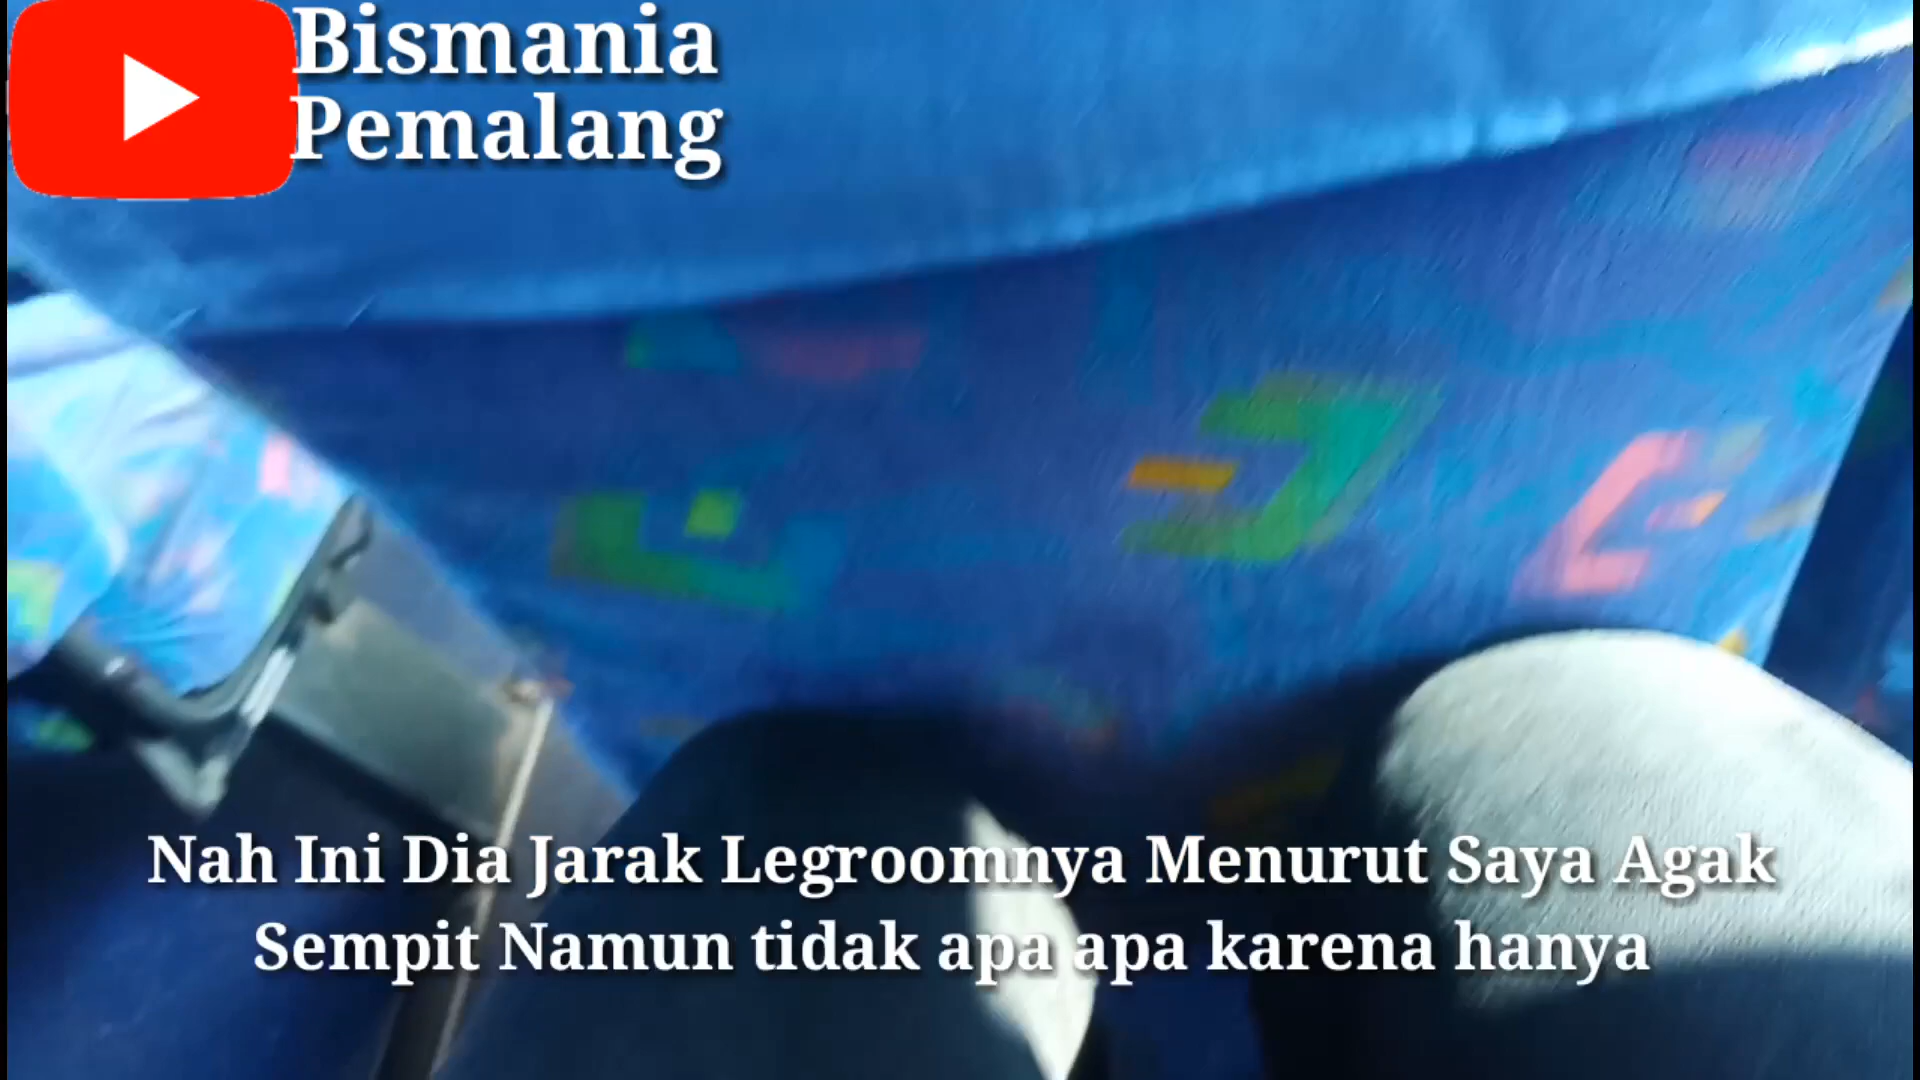 Bismania
Pemalang
Nah Ini Dia Jarak Legroomnya Menurut Saya Agak
Sempit Namun tidak apa apa karena hanya